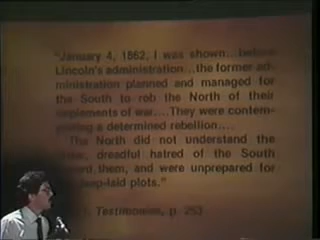 "January 4, 1862, I was shown...before
Lincoln's administration...the former ad-
ministration planned and managed for
the South to rob the North of their
implements of war....They were contem-
plating a determined rebellion....
The North did not understand the
dreadful hatred of the South
them, and were unprepared for
deep-laid plots."
Testimonies, p. 253